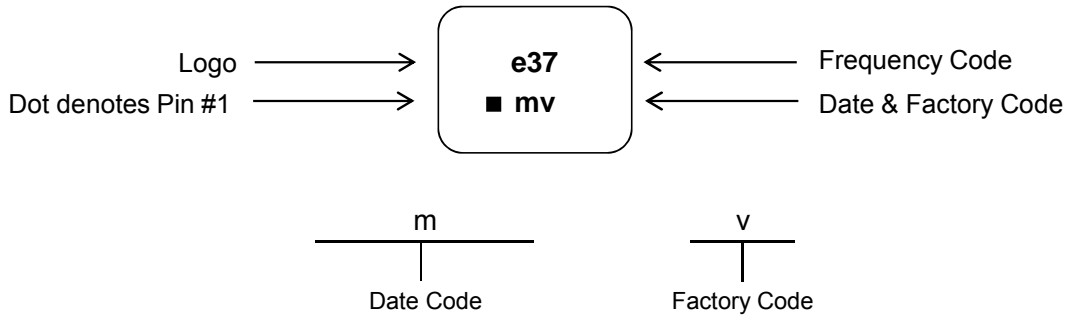 Logo e37 Frequency Code
Dot denotes Pin #1 ■ mv Date & Factory Code
m v
Date Code Factory Code